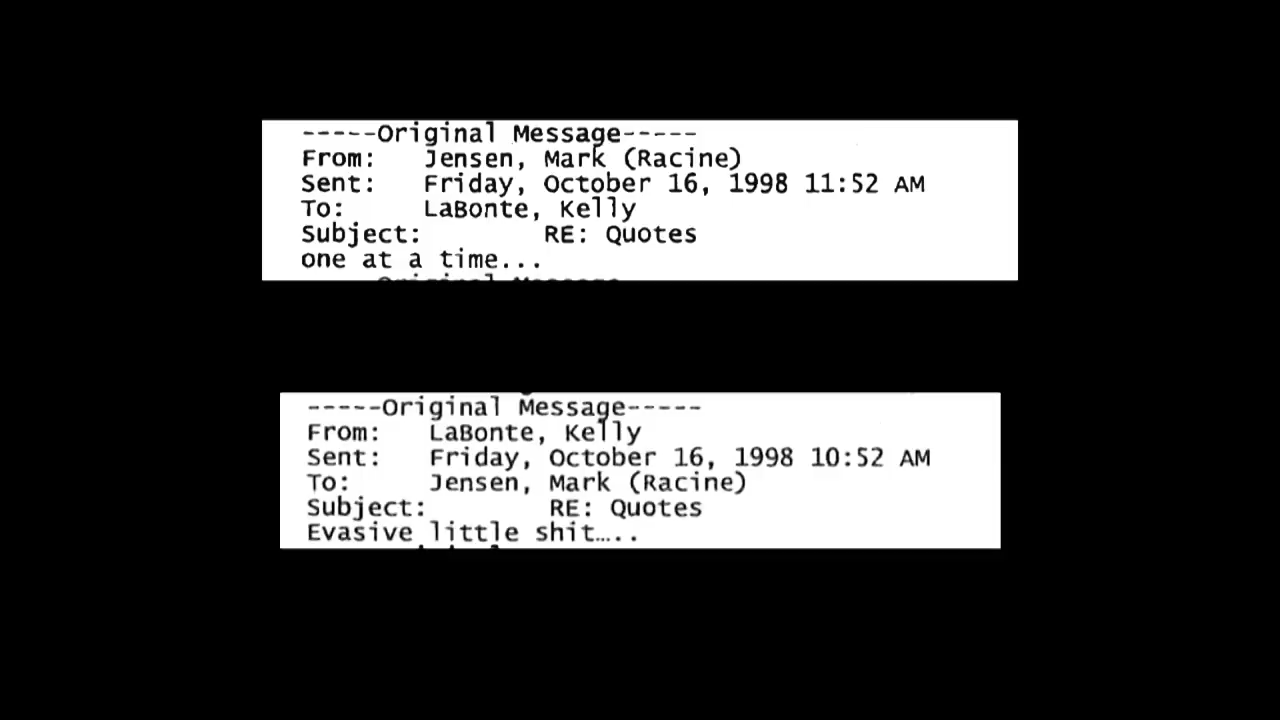 -----Original Message-----
From: Jensen, Mark (Racine)
Sent: Friday, October 16, 1998 11:52 AM
To: LaBonte, Kelly
Subject: RE: Quotes
one at a time...
Original Message
-----Original Message-----
From: LaBonte, Kelly
Sent: Friday, October 16, 1998 10:52 AM
To: Jensen, Mark (Racine)
Subject: RE: Quotes
Evasive little shit.....